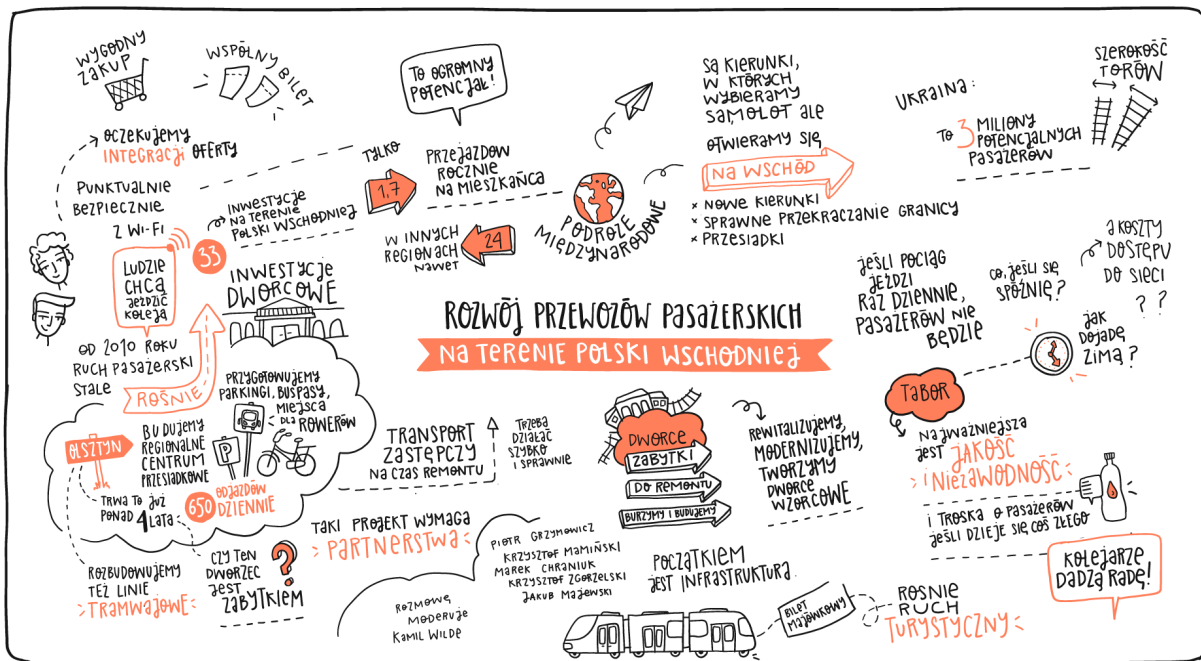 WYGODNY
ZAKUP
WSPÓLNY BILET
OCZEKUJEMY
INTEGRACJI OFERTY
PUNKTUALNIE
BEZPIECZNIE
Z WI-FI
LUDZIE
CHCĄ
JEŹDZIĆ
KOLEJĄ
33
INWESTYCJE
NA TERENIE
POLSKI WSCHODNIEJ
INWESTYCJE
DWORCOWE
OD 2010 ROKU
RUCH PASAŻERSKI
STALE
ROŚNIE
TO OGROMNY
POTENCJAŁ!
TYLKO
1,7
PRZEJAZDÓW
ROCZNIE
NA MIESZKAŃCA
W INNYCH
REGIONACH
NAWET
24
PODRÓŻE
MIĘDZYNARODOWE
SĄ KIERUNKI,
W KTÓRYCH
WYBIERAMY
SAMOLOT ALE
OTWIERAMY SIĘ
NA WSCHÓD
× NOWE KIERUNKI
× SPRAWNE PRZEKRACZANIE GRANICY
× PRZESIADKI
UKRAINA:
TO 3 MILIONY
POTENCJALNYCH
PASAŻERÓW
SZEROKOŚĆ
TORÓW
ROZWÓJ PRZEWOZÓW PASAŻERSKICH
NA TERENIE POLSKI WSCHODNIEJ
JEŚLI POCIĄG
JEŹDZI
RAZ DZIENNIE,
PASAŻERÓW NIE
BĘDZIE
CO, JEŚLI SIĘ
SPÓŹNIĘ?
A KOSZTY
DOSTĘPU
DO SIECI
? ?
JAK
DOJADĘ
ZIMĄ?
TABOR
NAJWAŻNIEJSZA
JEST JAKOŚĆ
I NIEZAWODNOŚĆ
I TROSKA O PASAŻERÓW
JEŚLI DZIEJE SIĘ COŚ ZŁEGO
KOLEJARZE
DADZĄ RADĘ!
OLSZTYN
BUDUJEMY
REGIONALNE
CENTRUM
PRZESIADKOWE
TRWA TO JUŻ
PONAD 4 LATA
PRZYGOTOWUJEMY
PARKINGI, BUSPASY,
MIEJSCA
DLA ROWERÓW
P
650
ODJAZDÓW
DZIENNIE
ROZBUDOWUJEMY
TEŻ LINIE
TRAMWAJOWE
CZY TEN
DWORZEC
JEST
ZABYTKIEM
?
TRANSPORT
ZASTĘPCZY
NA CZAS REMONTU
TRZEBA
DZIAŁAĆ
SZYBKO
I SPRAWNIE
TAKI PROJEKT WYMAGA
PARTNERSTWA
DWORCE
ZABYTKI
DO REMONTU
BURZYMY I BUDUJEMY
REWITALIZUJEMY,
MODERNIZUJEMY,
TWORZYMY
DWORCE
WZORCOWE
PIOTR GRZYMOWICZ
KRZYSZTOF MAMIŃSKI
MAREK CHRANIUK
KRZYSZTOF ZGORZELSKI
JAKUB MAJEWSKI
ROZMOWĘ
MODERUJE
KAMIL WILDE
POCZĄTKIEM
JEST INFRASTRUKTURA
BILET
MAJÓWKOWY
ROŚNIE
RUCH
TURYSTYCZNY